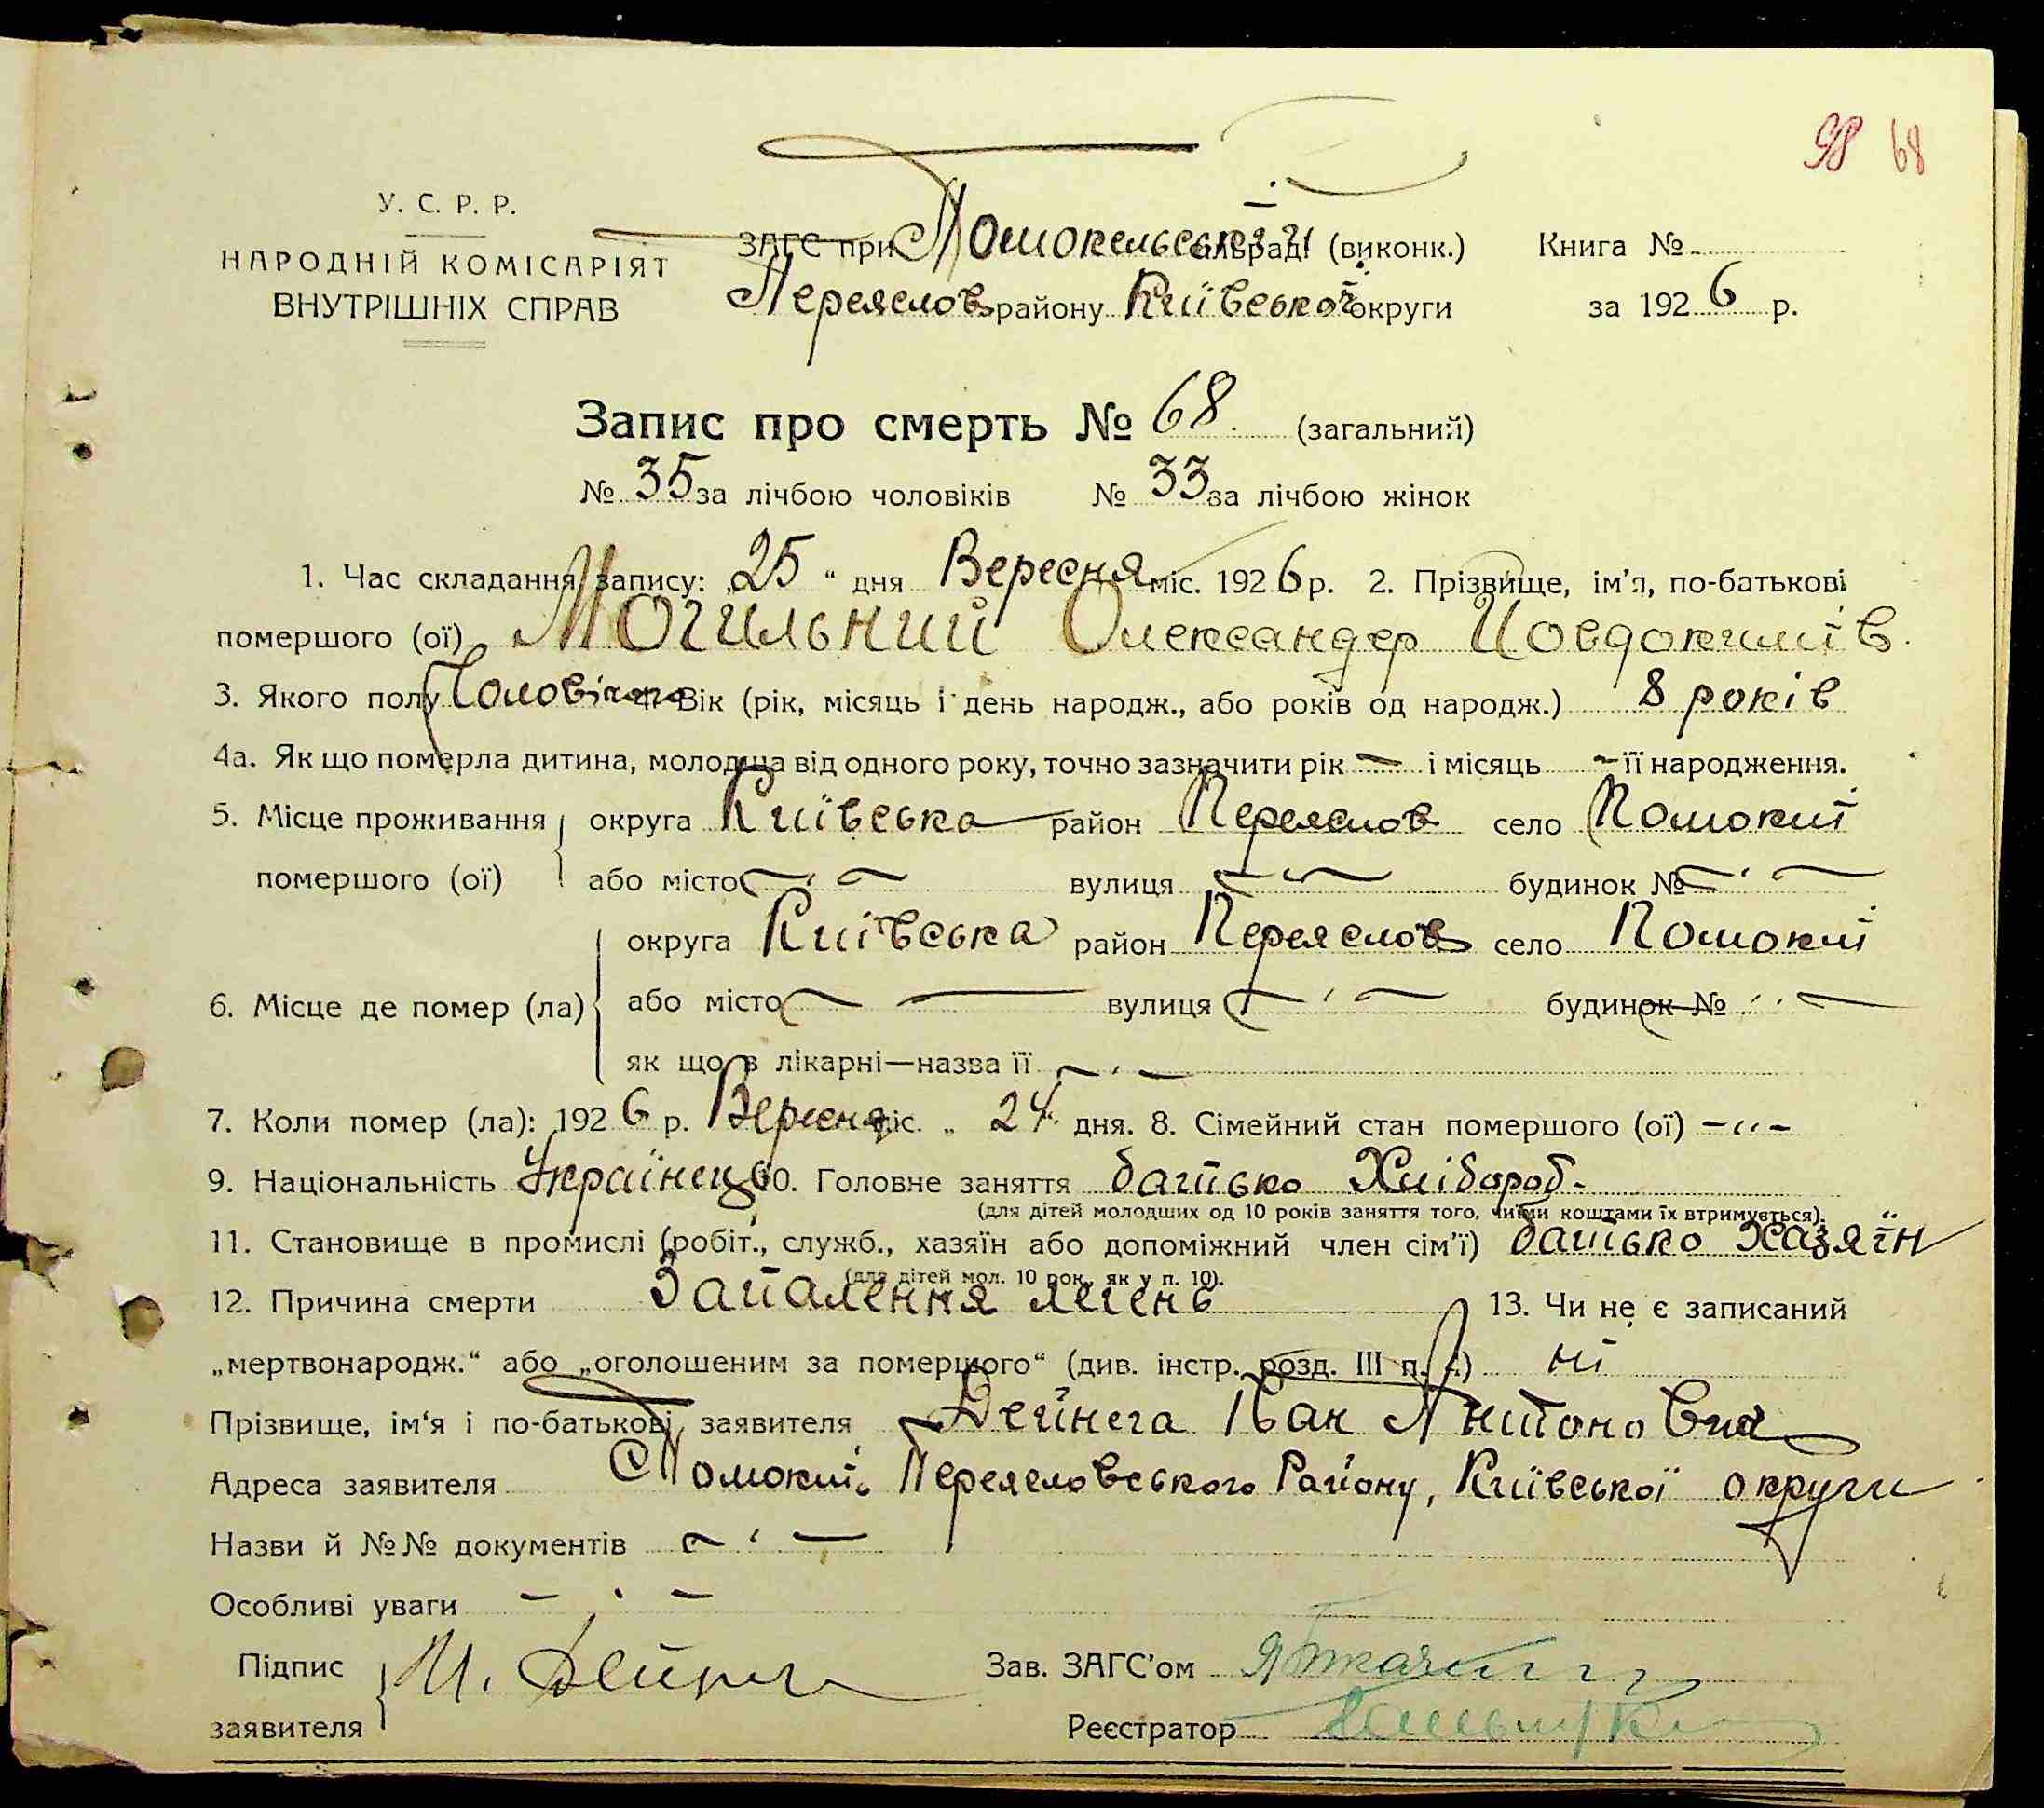 98 68
У. С. Р. Р.
НАРОДНІЙ КОМІСАРІЯТ
ВНУТРІШНІХ СПРАВ
ЗАГС при Помокельській сільраді (виконк.) Книга №
Переяслов району Київської округи за 1926 р.
Запис про смерть № 68 (загальний)
№ 35 за лічбою чоловіків № 33 за лічбою жінок
1. Час складання запису: „25“ дня Вересня міс. 1926 р. 2. Прізвище, ім'я, по-батькові
помершого (ої) Могильний Олександер Йовдокимів
3. Якого полу Чоловічого 4. Вік (рік, місяць і день народж., або років од народж.) 8 років
4а. Як що померла дитина, молодша від одного року, точно зазначити рік — і місяць - її народження.
5. Місце проживання округа Київська район Переяслов село Помоклі
помершого (ої) або місто вулиця будинок №
округа Київська район Переяслов село Помоклі
6. Місце де помер (ла) або місто вулиця будинок №
як що в лікарні—назва її
7. Коли помер (ла): 1926 р. Вересня міс. „24“ дня. 8. Сімейний стан помершого (ої) -"-
9. Національність Українець 10. Головне заняття батько Хлібороб.
(для дітей молодших од 10 років заняття того, чиїми коштами їх втримується).
11. Становище в промислі (робіт., служб., хазяїн або допоміжний член сім'ї) батько Хазяїн
(для дітей мол. 10 рок. як у п. 10).
12. Причина смерти Запалення легень 13. Чи не є записаний
„мертвонародж.“ або „оголошеним за помершого“ (див. інстр. розд. III п. ) ні
Прізвище, ім'я і по-батькові заявителя Дейнега Іван Антонович
Адреса заявителя с Помоклі, Переясловського Району, Київської округи
Назви й №№ документів
Особливі уваги
Підпис И. Дейнега Зав. ЗАГС'ом
заявителя Реєстратор